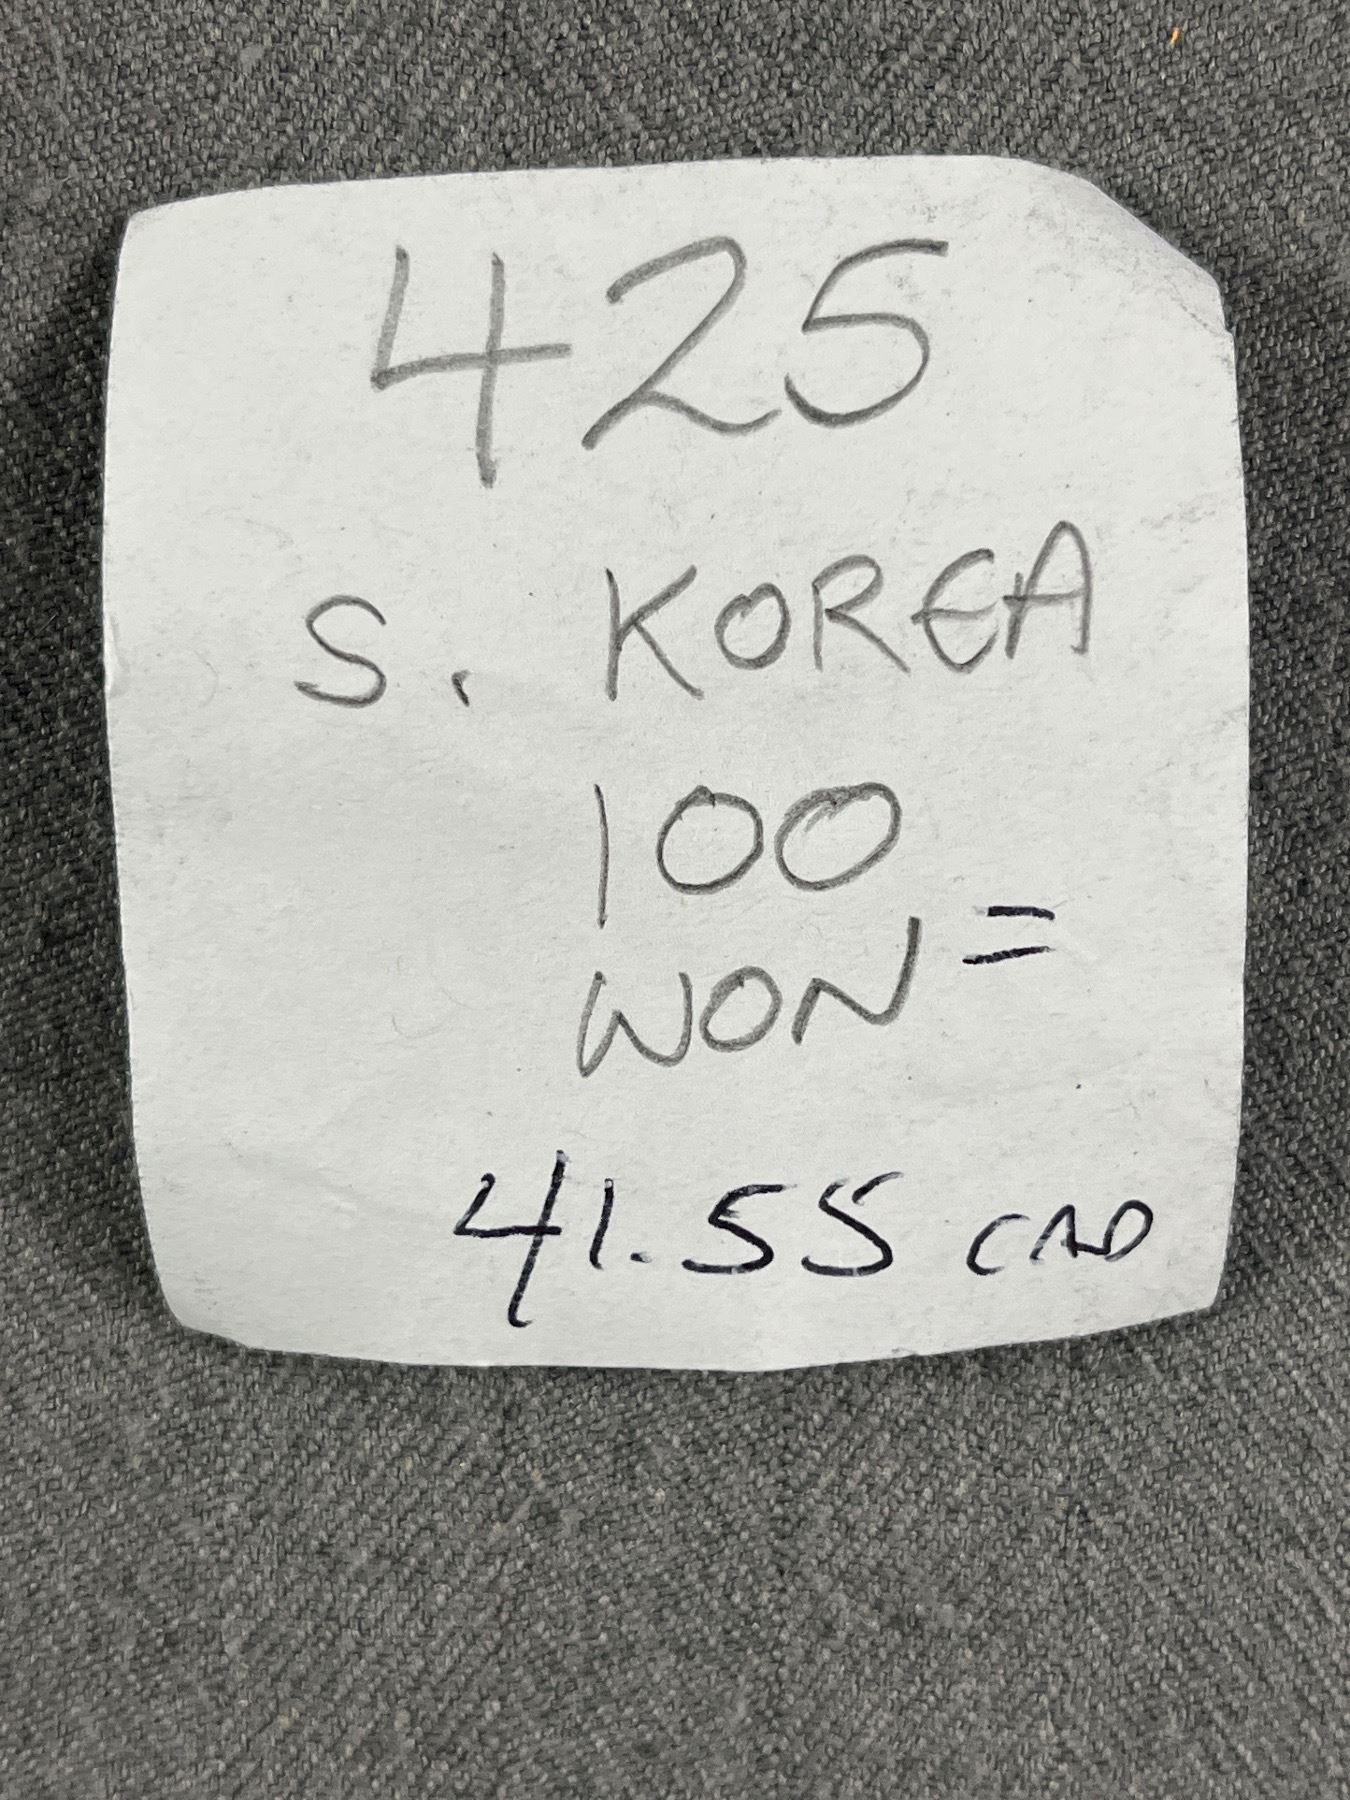 425
S. KOREA
100
WON =
41.55 CAD